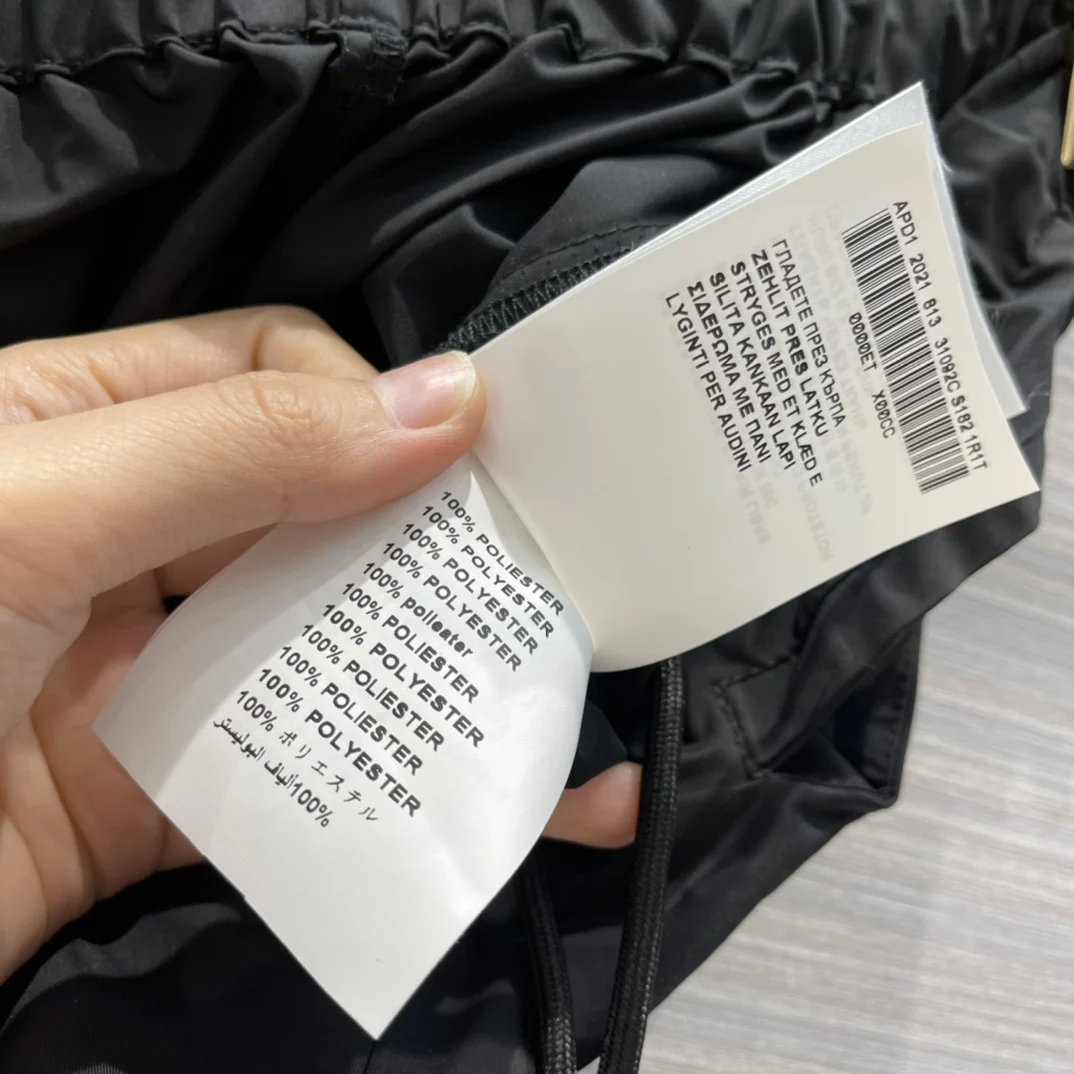 APD1 2021 813 31092C S182 1R1T
0000ET X00CC
ГЛАДЕТЕ ПРЕЗ КЪРПА
ZEHLIT PRES LATKU
STRYGES MED ET KLÆD E
SILITA KANKAAN LAPI
ΣΙΔΕΡΩΜΑ ΜΕ ΠΑΝΙ
LYGINTI PER AUDINI
100% POLIESTER
100% POLYESTER
100% POLYESTER
100% POLYESTER
100% poliester
100% POLIESTER
100% POLYESTER
100% POLIESTER
100% POLIESTER
100% POLYESTER
100% ポリエステル
100%الياف البوليستر